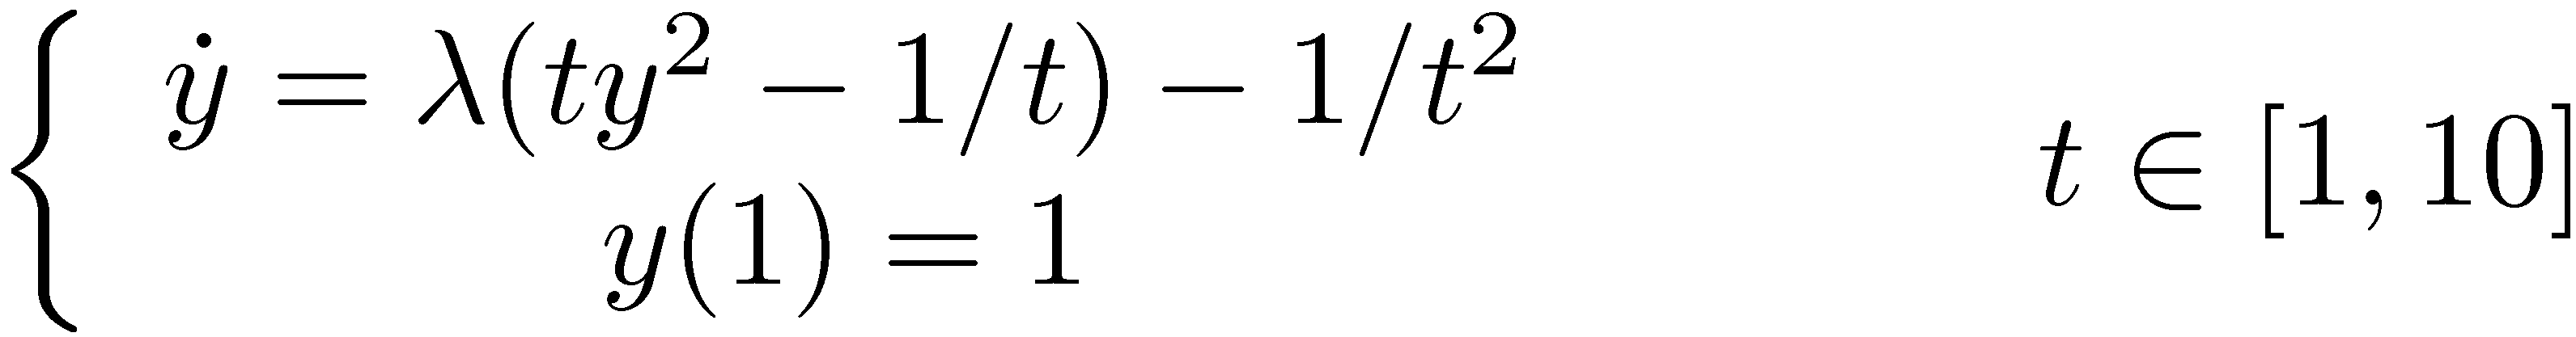 ẏ = λ(ty² − 1/t) − 1/t²
y(1) = 1
t ∈ [1, 10]